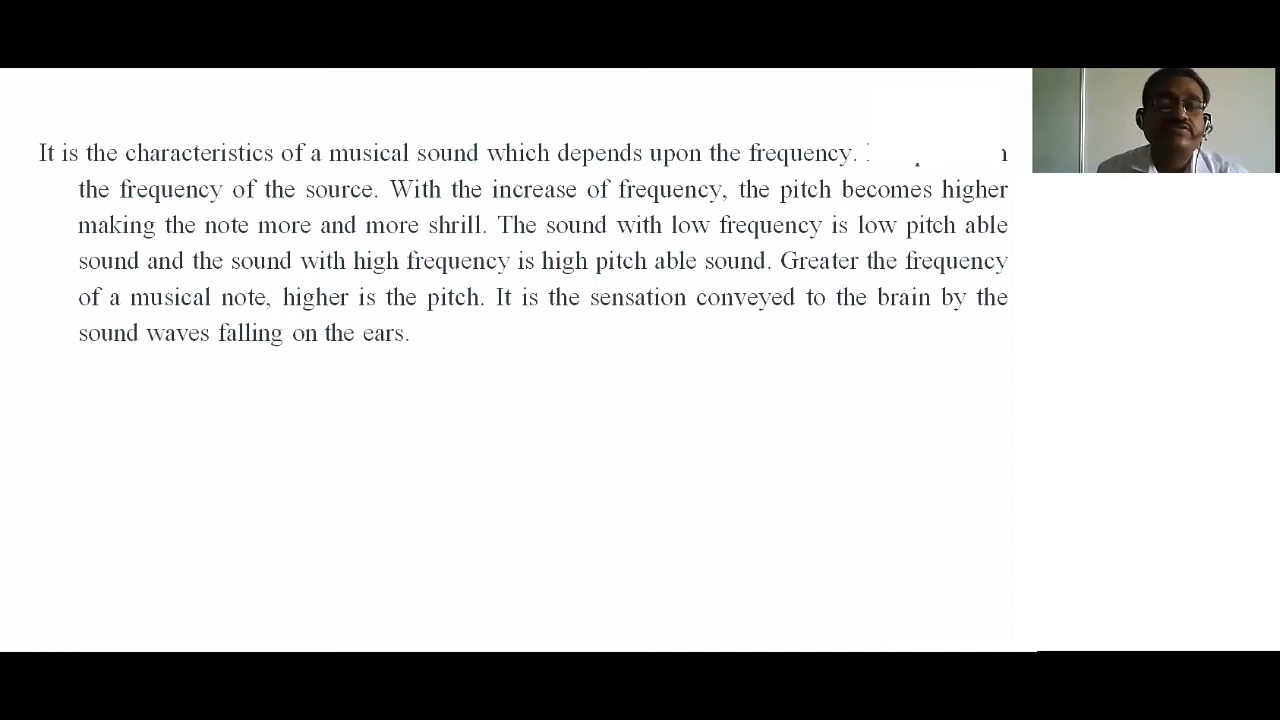 It is the characteristics of a musical sound which depends upon the frequency.
the frequency of the source. With the increase of frequency, the pitch becomes higher
making the note more and more shrill. The sound with low frequency is low pitch able
sound and the sound with high frequency is high pitch able sound. Greater the frequency
of a musical note, higher is the pitch. It is the sensation conveyed to the brain by the
sound waves falling on the ears.